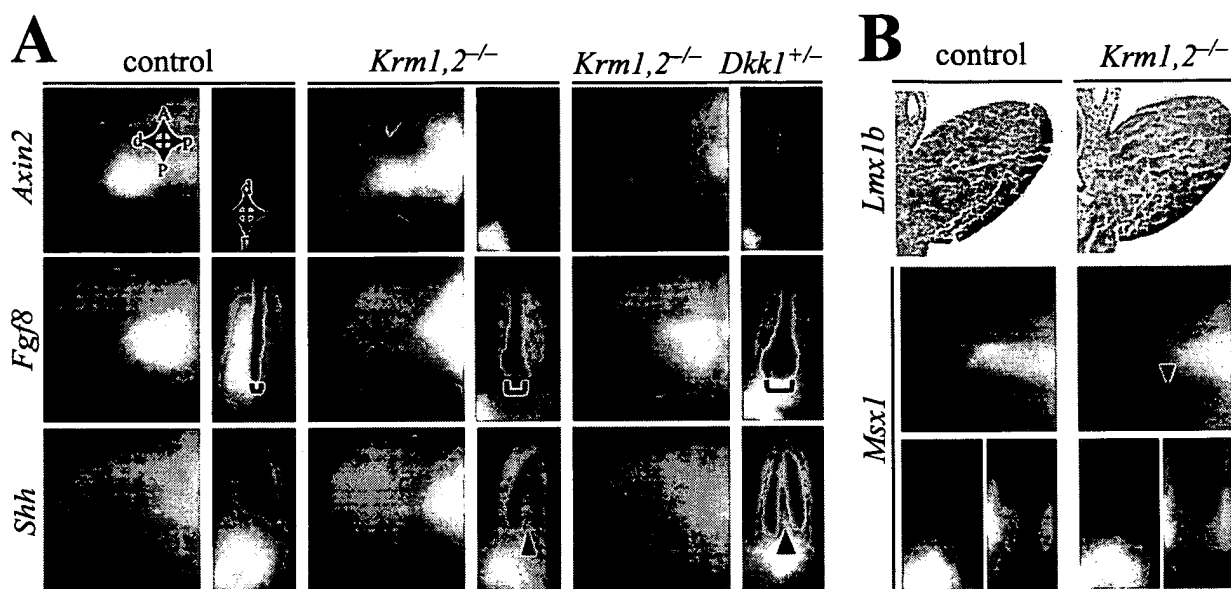 A
control
Krm1,2−/−
Krm1,2−/− Dkk1+/−
Axin2
A
d p
P
d
Fgf8
Shh
B
control
Krm1,2−/−
Lmx1b
Msx1